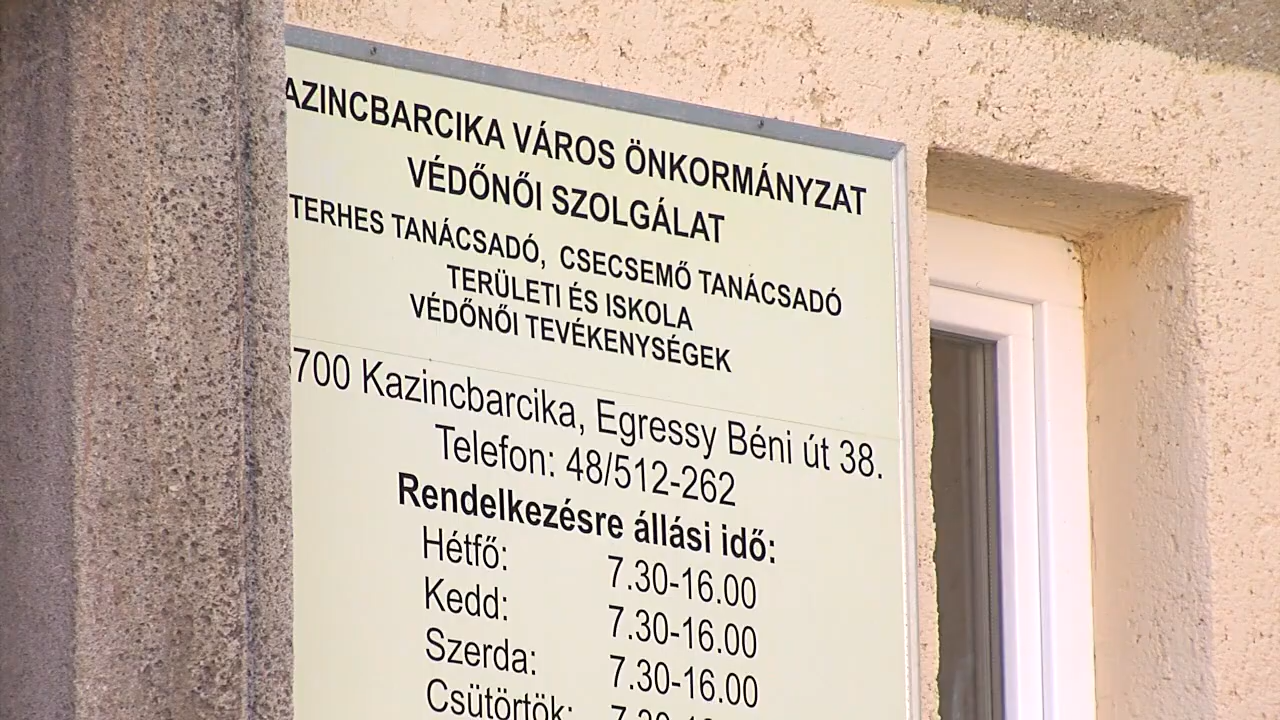 AZINCBARCIKA VÁROS ÖNKORMÁNYZAT
VÉDŐNŐI SZOLGÁLAT
TERHES TANÁCSADÓ, CSECSEMŐ TANÁCSADÓ
TERÜLETI ÉS ISKOLA
VÉDŐNŐI TEVÉKENYSÉGEK
700 Kazincbarcika, Egressy Béni út 38.
Telefon: 48/512-262
Rendelkezésre állási idő:
Hétfő: 7.30-16.00
Kedd: 7.30-16.00
Szerda: 7.30-16.00
Csütörtök: